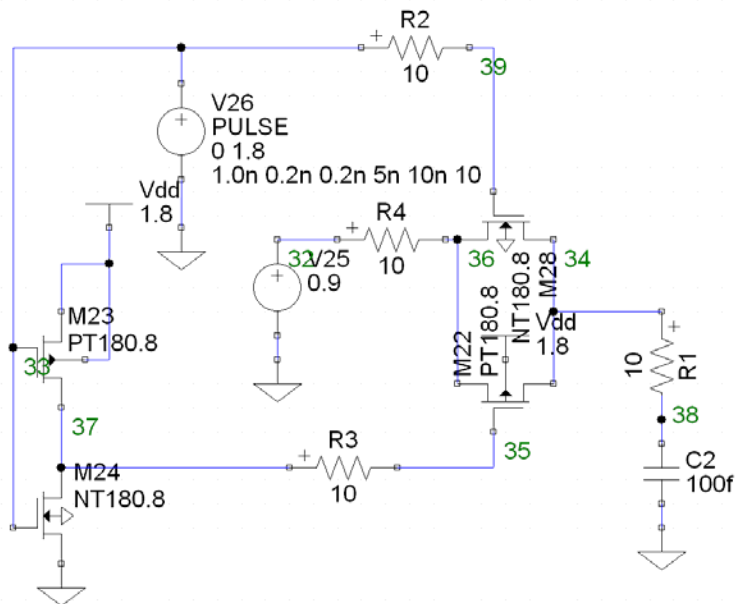 R2
+
10
39
V26
+
PULSE
0 1.8
1.0n 0.2n 0.2n 5n 10n 10
Vdd
1.8
R4
+
10
32
V25
+
0.9
36
34
M28
NT180.8
M22
PT180.8
Vdd
1.8
M23
PT180.8
33
37
+
R1
10
38
35
R3
+
10
M24
NT180.8
C2
100f